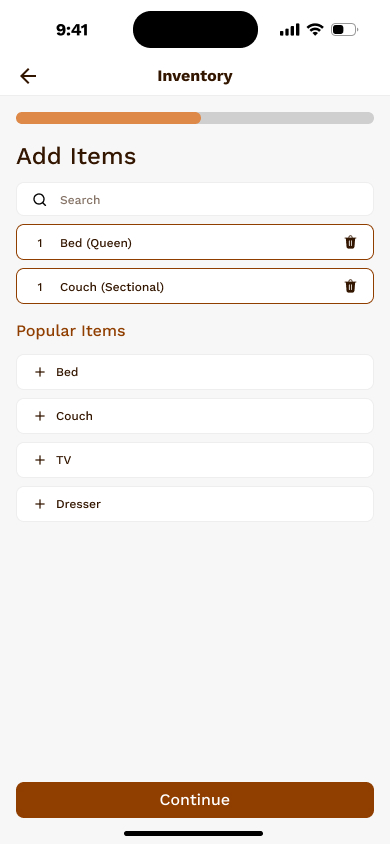 9:41
Inventory
Add Items
Search
1 Bed (Queen)
1 Couch (Sectional)
Popular Items
+ Bed
+ Couch
+ TV
+ Dresser
Continue